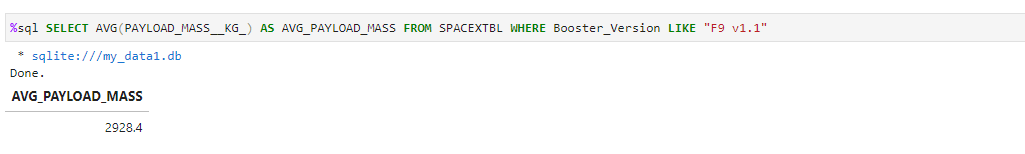 %sql SELECT AVG(PAYLOAD_MASS__KG_) AS AVG_PAYLOAD_MASS FROM SPACEXTBL WHERE Booster_Version LIKE "F9 v1.1"
* sqlite:///my_data1.db
Done.
AVG_PAYLOAD_MASS
2928.4